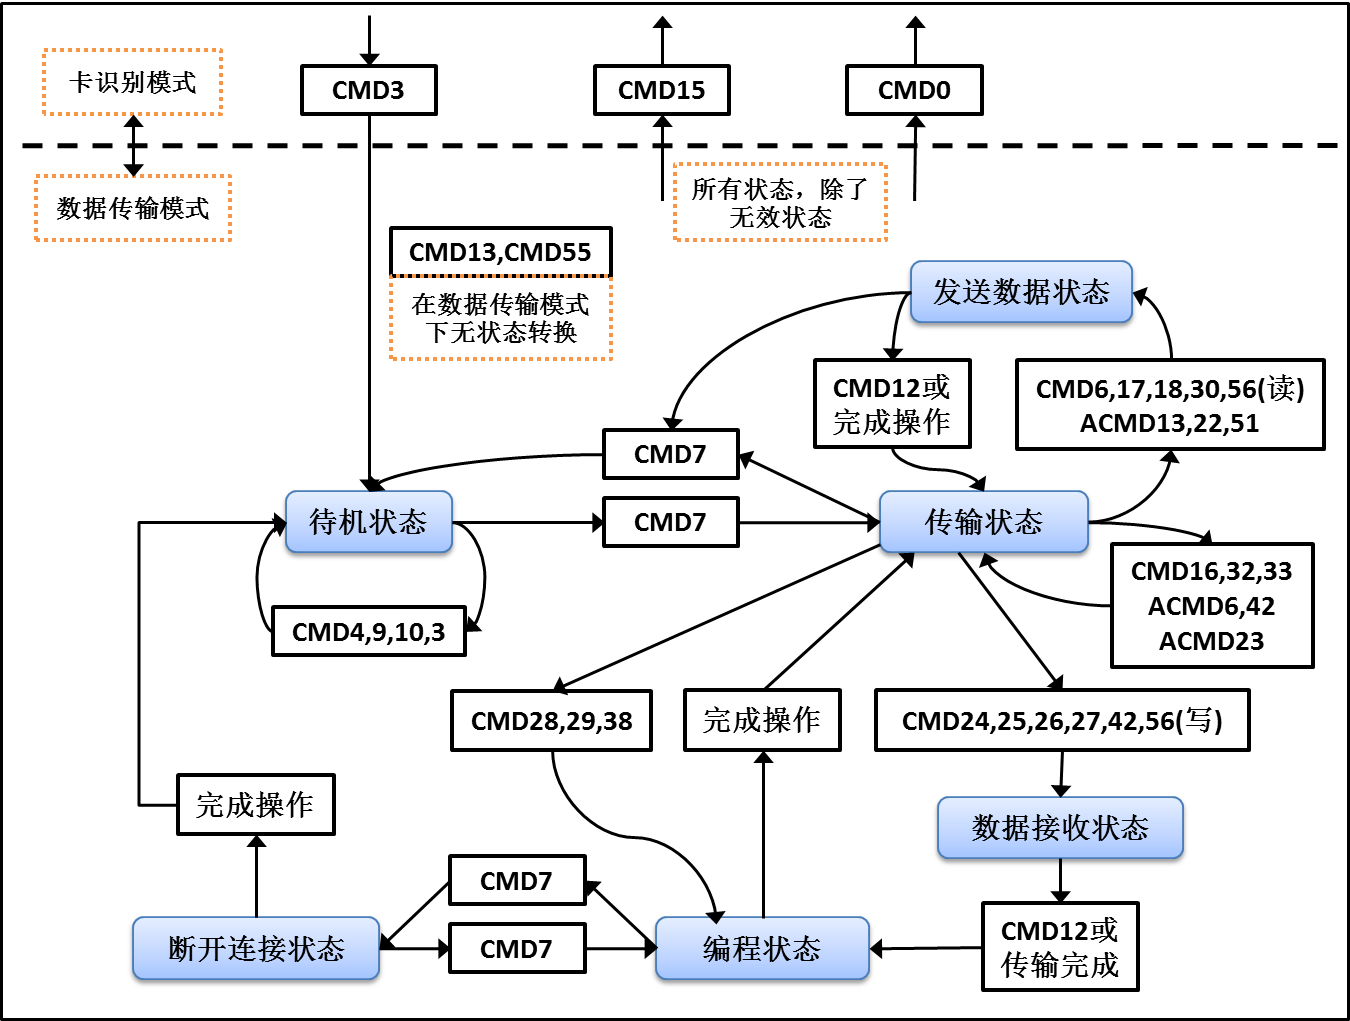 卡识别模式
CMD3
CMD15
CMD0
数据传输模式
所有状态，除了
无效状态
CMD13,CMD55
在数据传输模式
下无状态转换
发送数据状态
CMD12或
完成操作
CMD6,17,18,30,56(读)
ACMD13,22,51
CMD7
待机状态
CMD7
传输状态
CMD16,32,33
ACMD6,42
ACMD23
CMD4,9,10,3
CMD28,29,38
完成操作
CMD24,25,26,27,42,56(写)
完成操作
数据接收状态
CMD7
断开连接状态
CMD7
编程状态
CMD12或
传输完成